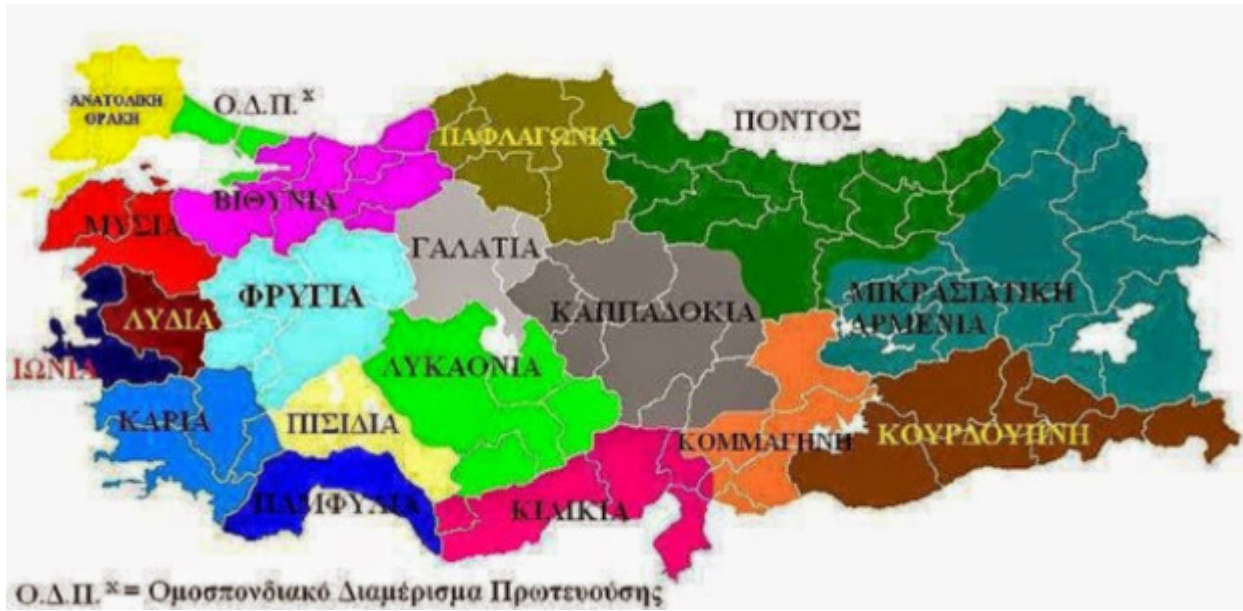 ΑΝΑΤΟΛΙΚΗ
ΘΡΑΚΗ
Ο.Δ.Π. x
ΠΑΦΛΑΓΩΝΙΑ
ΠΟΝΤΟΣ
ΜΥΣΙΑ
ΒΙΘΥΝΙΑ
ΓΑΛΑΤΙΑ
ΦΡΥΓΙΑ
ΚΑΠΠΑΔΟΚΙΑ
ΜΙΚΡΑΣΙΑΤΙΚΗ
ΑΡΜΕΝΙΑ
ΛΥΔΙΑ
ΙΩΝΙΑ
ΛΥΚΑΟΝΙΑ
ΚΑΡΙΑ
ΠΙΣΙΔΙΑ
ΚΟΜΜΑΓΗΝΗ
ΚΟΥΡΔΟΥΗΝΗ
ΠΑΜΦΥΛΙΑ
ΚΙΛΙΚΙΑ
Ο.Δ.Π. x = Ομοσπονδιακό Διαμέρισμα Πρωτευούσης